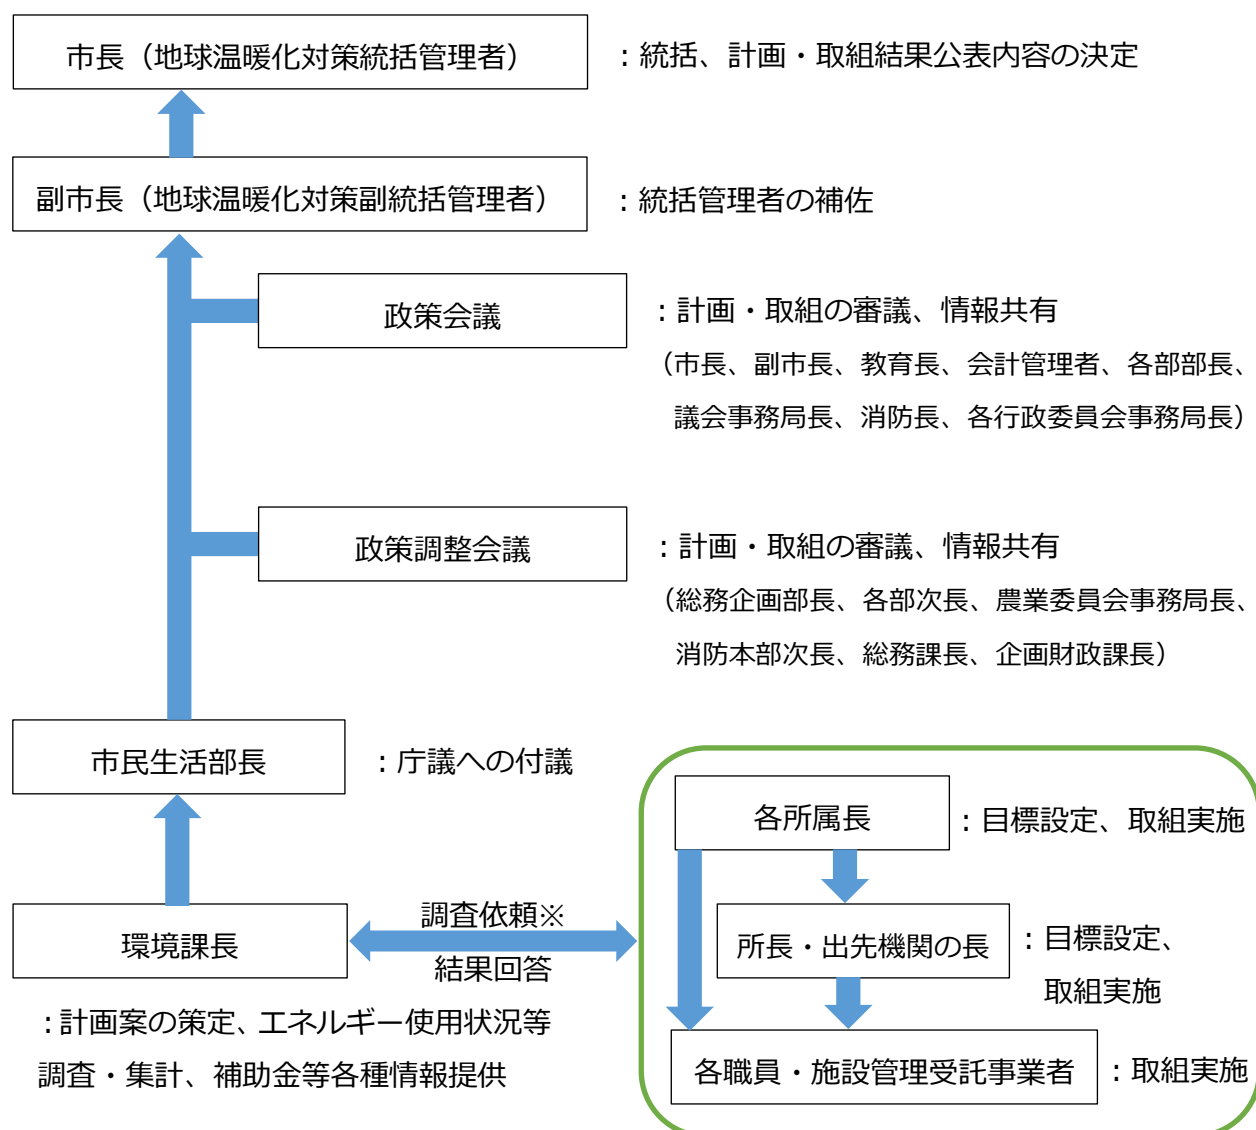 市長（地球温暖化対策統括管理者）
：統括、計画・取組結果公表内容の決定
副市長（地球温暖化対策副統括管理者）
：統括管理者の補佐
政策会議
：計画・取組の審議、情報共有
（市長、副市長、教育長、会計管理者、各部部長、
議会事務局長、消防長、各行政委員会事務局長）
政策調整会議
：計画・取組の審議、情報共有
（総務企画部長、各部次長、農業委員会事務局長、
消防本部次長、総務課長、企画財政課長）
市民生活部長
：庁議への付議
環境課長
：計画案の策定、エネルギー使用状況等
調査・集計、補助金等各種情報提供
調査依頼※
結果回答
各所属長
：目標設定、取組実施
所長・出先機関の長
：目標設定、
取組実施
各職員・施設管理受託事業者
：取組実施